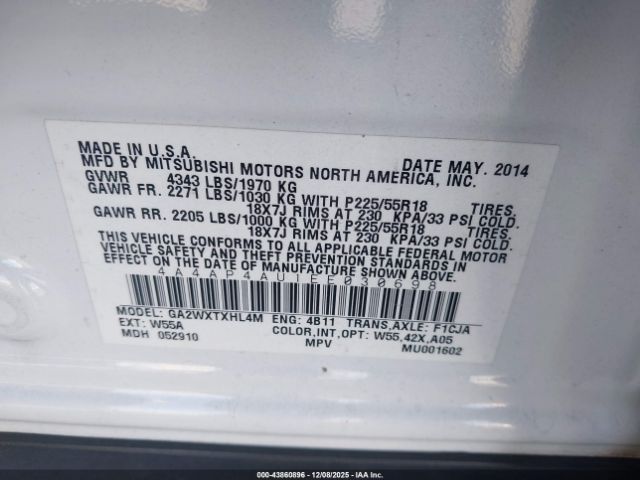 MADE IN U.S.A. DATE MAY. 2014
MFD BY MITSUBISHI MOTORS NORTH AMERICA, INC.
GVWR 4343 LBS/1970 KG
GAWR FR. 2271 LBS/1030 KG WITH P225/55R18 TIRES,
18X7J RIMS AT 230 KPA/33 PSI COLD.
GAWR RR. 2205 LBS/1000 KG WITH P225/55R18 TIRES,
18X7J RIMS AT 230 KPA/33 PSI COLD.
THIS VEHICLE CONFORMS TO ALL APPLICABLE FEDERAL MOTOR
VEHICLE SAFETY AND THEFT PREVENTION STANDARDS IN
EFFECT ON THE DATE OF MANUFACTURE SHOWN ABOVE.
4A4AP4AU1EE030698
MODEL: GA2WXTXHL4M ENG: 4B11 TRANS,AXLE: F1CJA
EXT: W55A COLOR,INT,OPT: W55,42X,A05
MDH 052910 MPV MU001602
000-43860896 • 12/08/2025 • IAA Inc.